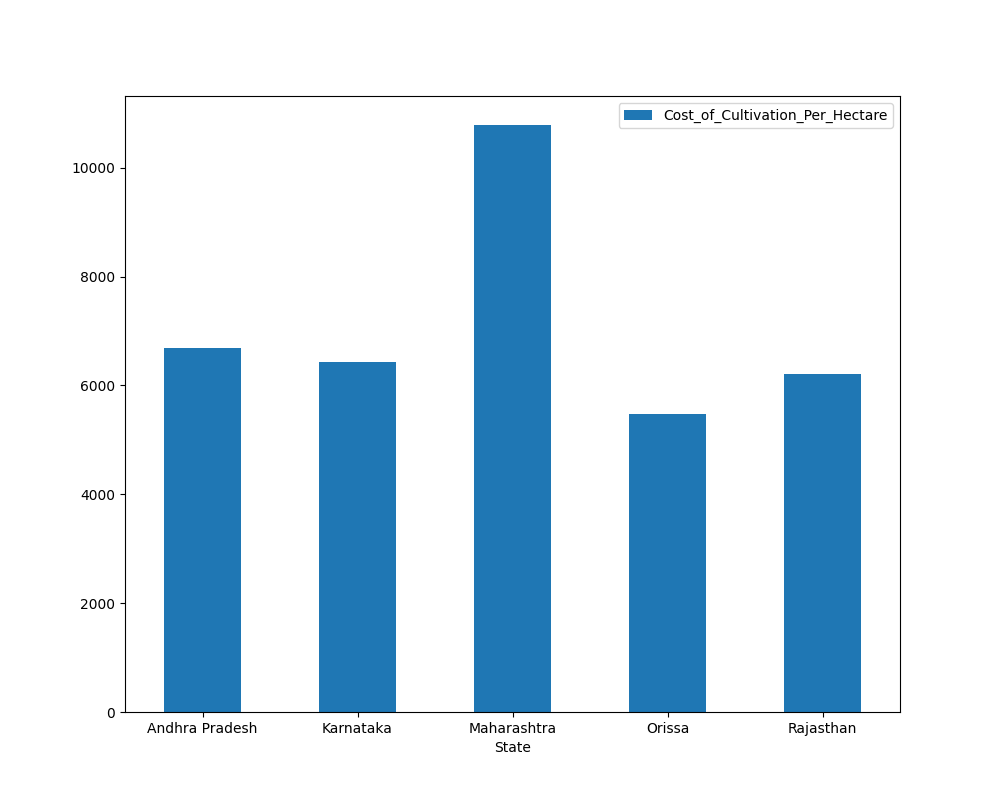 Cost_of_Cultivation_Per_Hectare
10000
8000
6000
4000
2000
0
Andhra Pradesh Karnataka Maharashtra Orissa Rajasthan
State